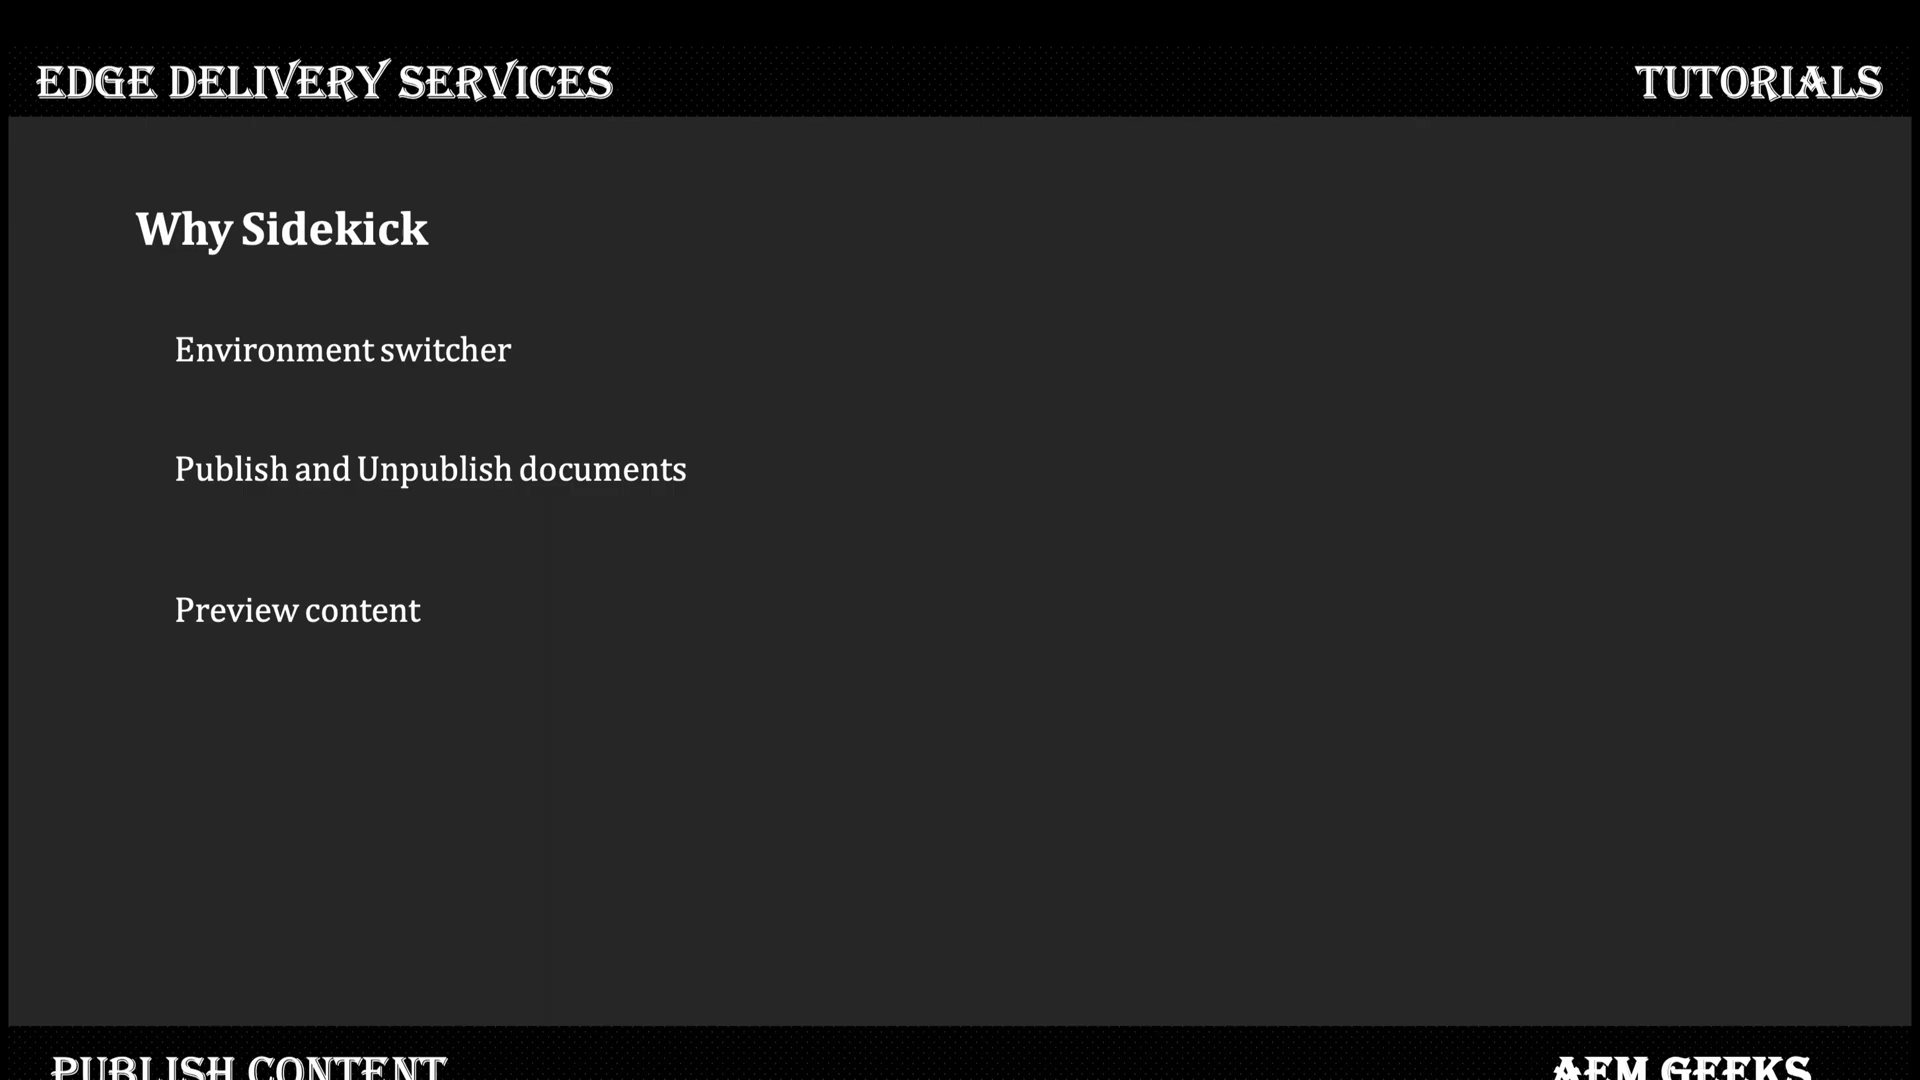 EDGE DELIVERY SERVICES
TUTORIALS
Why Sidekick
Environment switcher
Publish and Unpublish documents
Preview content
PUBLISH CONTENT
AEM GEEKS